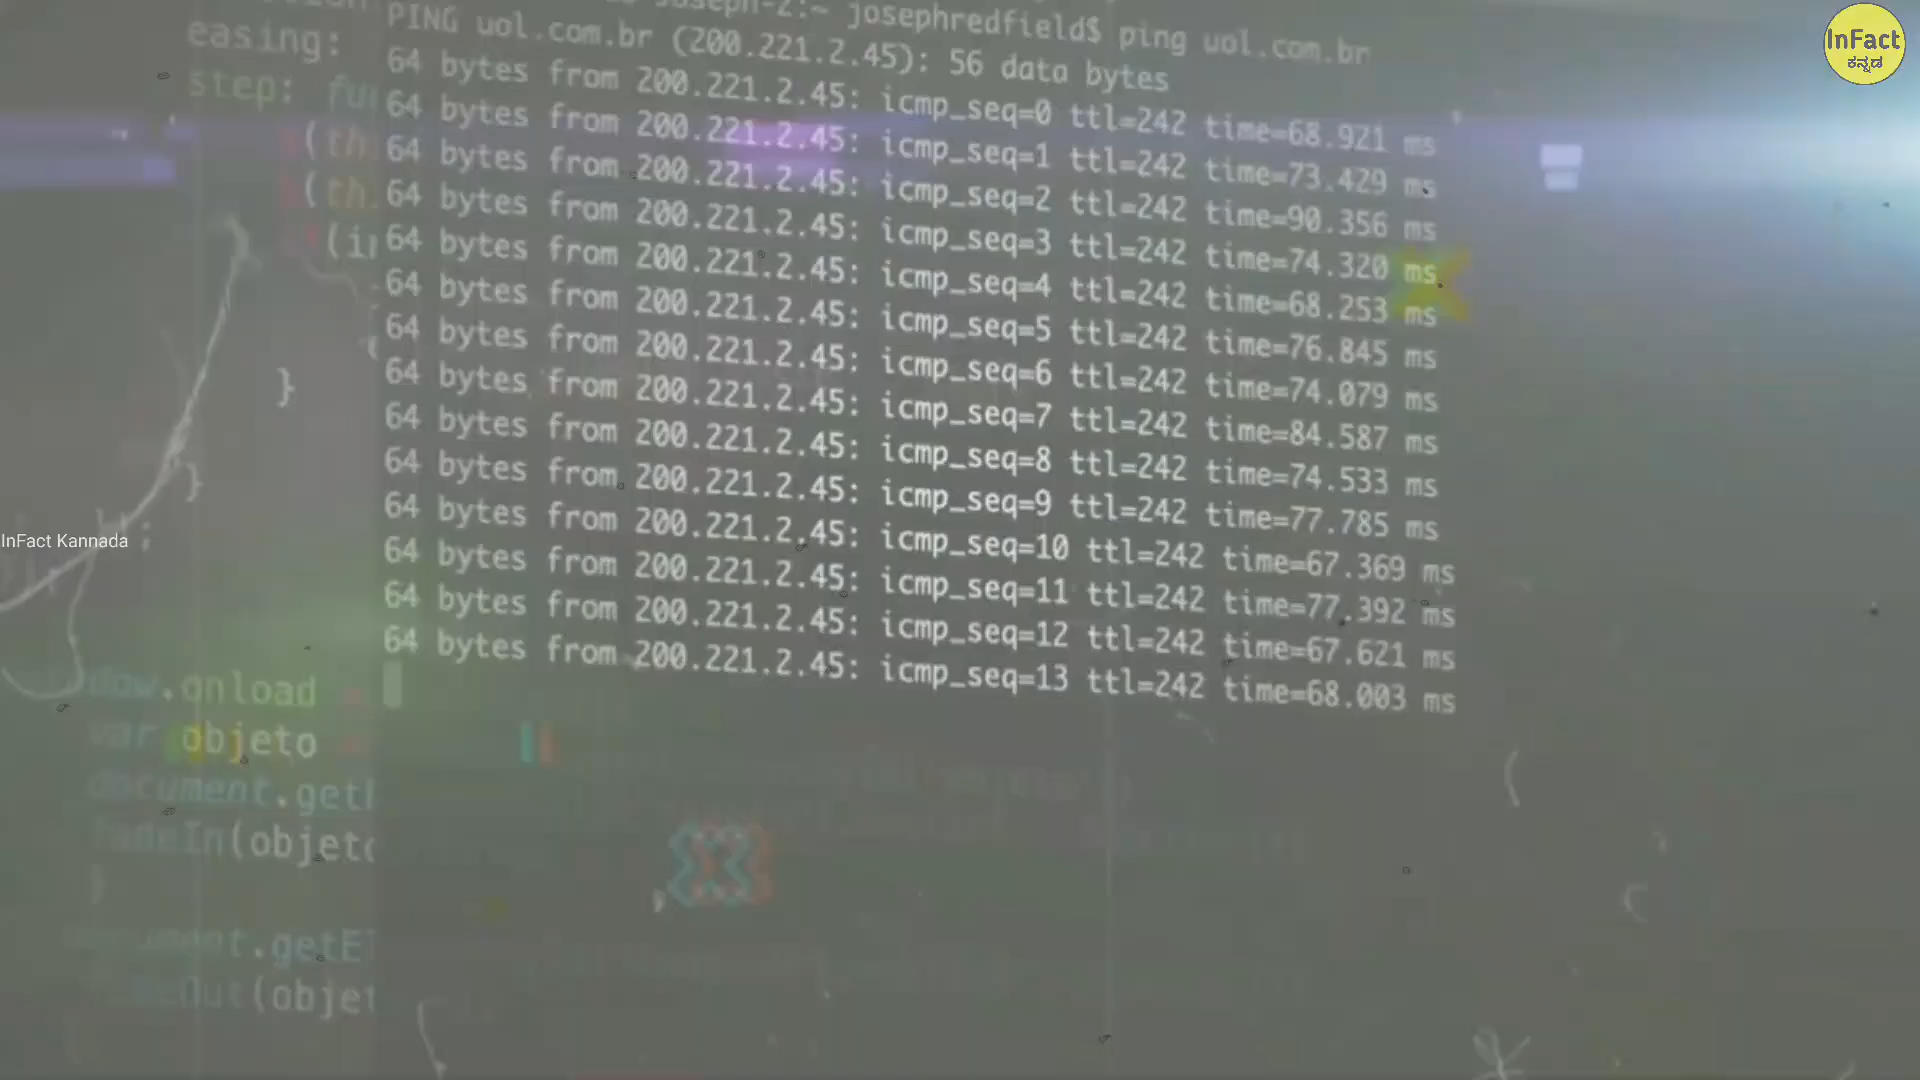 josephredfield$ ping uol.com.br
PING uol.com.br (200.221.2.45): 56 data bytes
64 bytes from 200.221.2.45: icmp_seq=0 ttl=242 time=68.921 ms
64 bytes from 200.221.2.45: icmp_seq=1 ttl=242 time=73.429 ms
64 bytes from 200.221.2.45: icmp_seq=2 ttl=242 time=90.356 ms
64 bytes from 200.221.2.45: icmp_seq=3 ttl=242 time=74.320 ms
64 bytes from 200.221.2.45: icmp_seq=4 ttl=242 time=68.253 ms
64 bytes from 200.221.2.45: icmp_seq=5 ttl=242 time=76.845 ms
64 bytes from 200.221.2.45: icmp_seq=6 ttl=242 time=74.079 ms
64 bytes from 200.221.2.45: icmp_seq=7 ttl=242 time=84.587 ms
64 bytes from 200.221.2.45: icmp_seq=8 ttl=242 time=74.533 ms
64 bytes from 200.221.2.45: icmp_seq=9 ttl=242 time=77.785 ms
64 bytes from 200.221.2.45: icmp_seq=10 ttl=242 time=67.369 ms
64 bytes from 200.221.2.45: icmp_seq=11 ttl=242 time=77.392 ms
64 bytes from 200.221.2.45: icmp_seq=12 ttl=242 time=67.621 ms
64 bytes from 200.221.2.45: icmp_seq=13 ttl=242 time=68.003 ms
easing:
step:
}
}
.onload
var objeto
document.get
fadeIn(objeto
}
.getEl
(objet
InFact
ಕನ್ನಡ
InFact Kannada